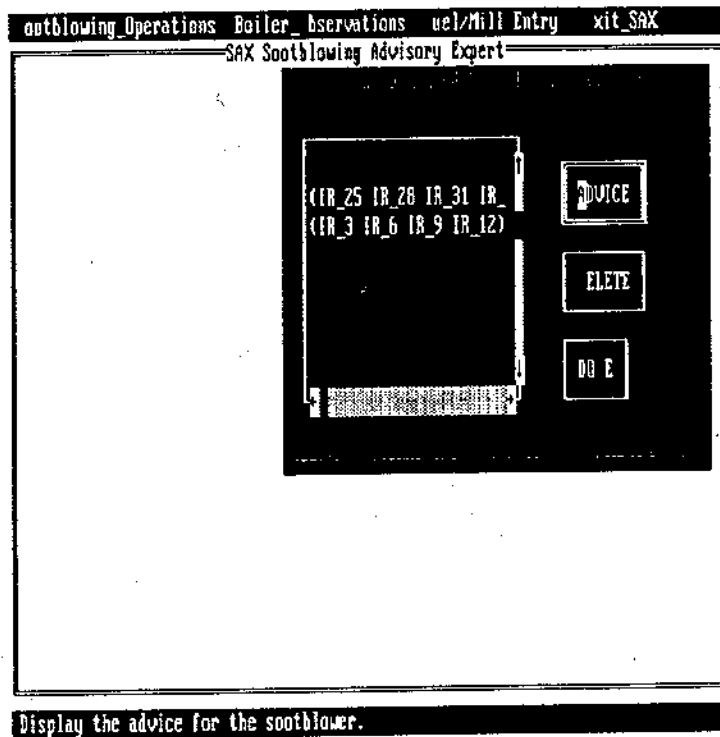 ootblowing_Operations Boiler_ bservations uel/Mill Entry xit_SAX
SAX Sootblowing Advisory Expert
(IR_25 IR_28 IR_31 IR_
ADVICE
(IR_3 IR_6 IR_9 IR_12)
ELETE
DO E
Display the advice for the sootblower.